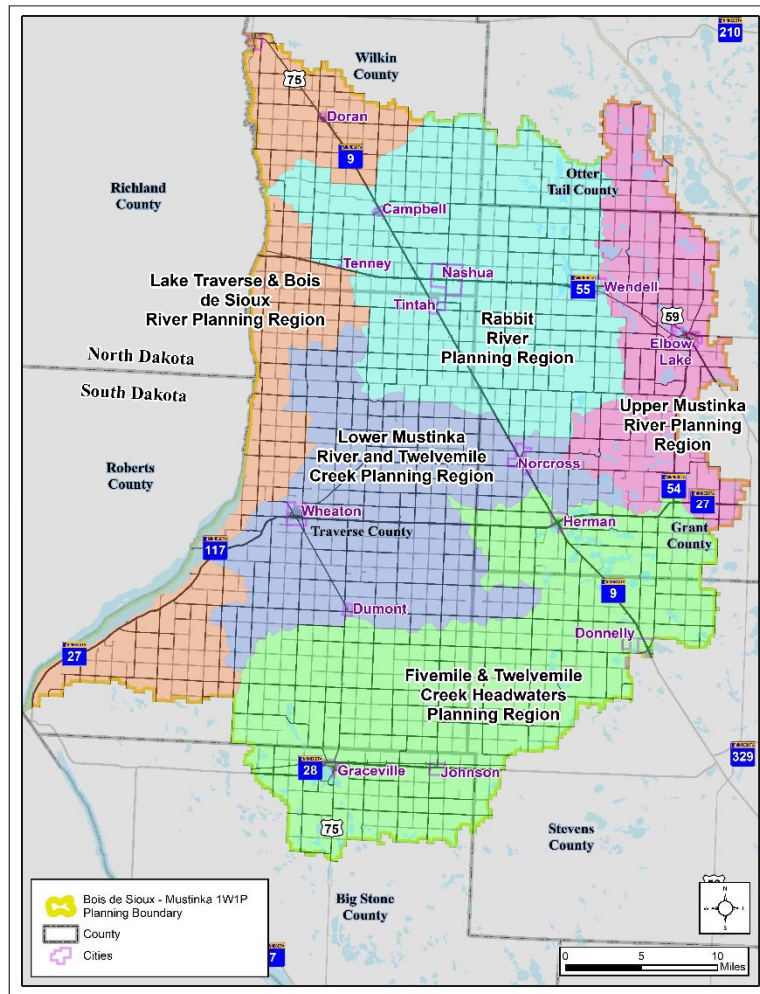 210
Wilkin
County
75
Doran
9
Otter
Tail County
Richland
County
Campbell
Tenney
Nashua
Lake Traverse & Bois
de Sioux
River Planning Region
55
Wendell
Tintah
59
Rabbit
River
Planning Region
Elbow
Lake
North Dakota
South Dakota
Upper Mustinka
River Planning
Region
Lower Mustinka
River and Twelvemile
Creek Planning Region
Roberts
County
Norcross
54
27
Wheaton
Traverse County
Herman
Grant
County
117
9
Dumont
Donnelly
27
Fivemile & Twelvemile
Creek Headwaters
Planning Region
329
28
Graceville
Johnson
75
Stevens
County
Big Stone
County
Bois de Sioux - Mustinka 1W1P
Planning Boundary
County
Cities
7
N
S
0
5
10
Miles